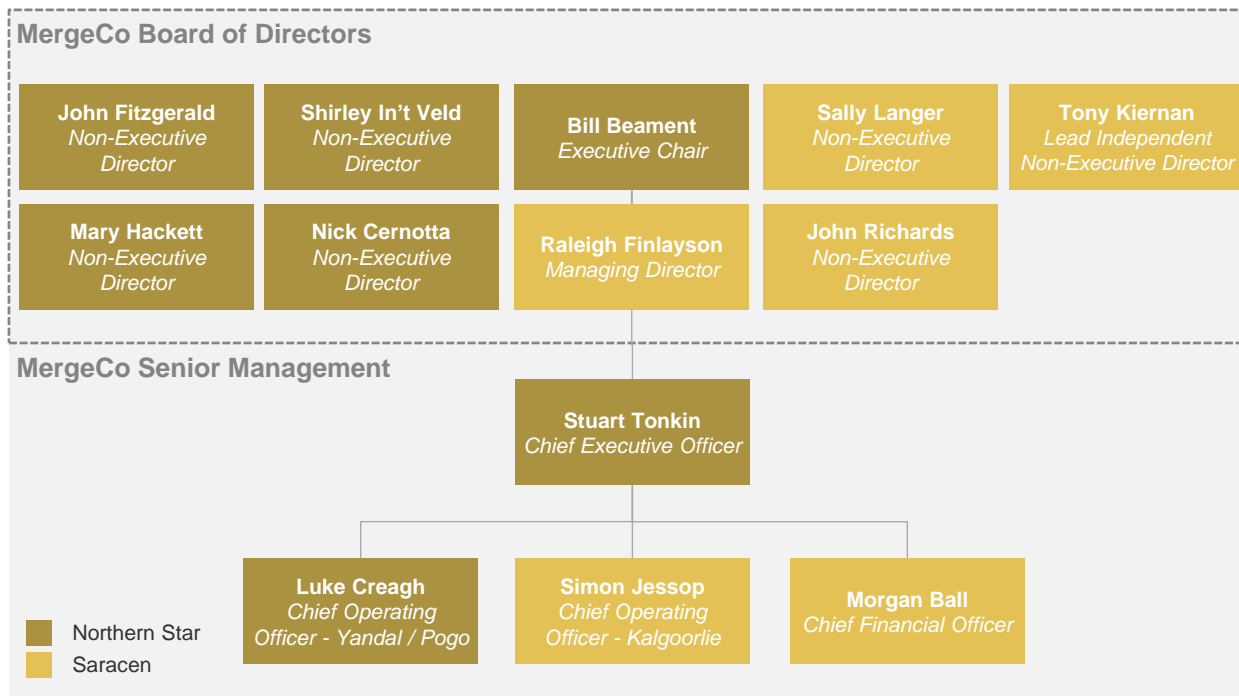 MergeCo Board of Directors
John Fitzgerald
Non-Executive
Director
Shirley In't Veld
Non-Executive
Director
Bill Beament
Executive Chair
Sally Langer
Non-Executive
Director
Tony Kiernan
Lead Independent
Non-Executive Director
Mary Hackett
Non-Executive
Director
Nick Cernotta
Non-Executive
Director
Raleigh Finlayson
Managing Director
John Richards
Non-Executive
Director
MergeCo Senior Management
Stuart Tonkin
Chief Executive Officer
Luke Creagh
Chief Operating
Officer - Yandal / Pogo
Simon Jessop
Chief Operating
Officer - Kalgoorlie
Morgan Ball
Chief Financial Officer
Northern Star
Saracen